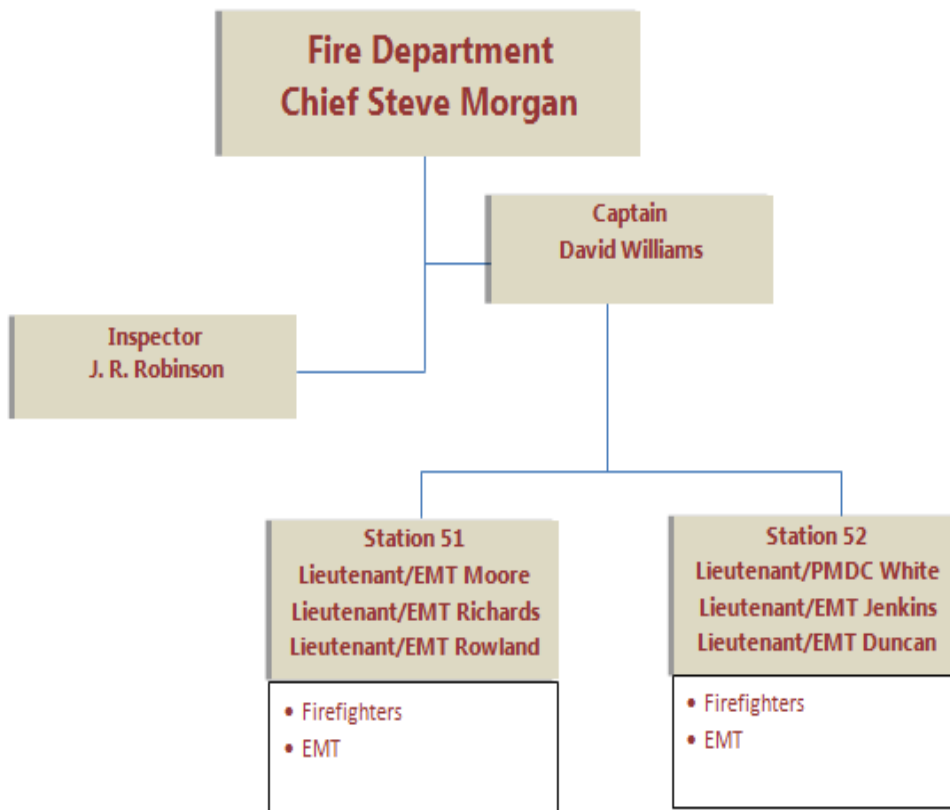 Fire Department
Chief Steve Morgan
Captain
David Williams
Inspector
J. R. Robinson
Station 51
Lieutenant/EMT Moore
Lieutenant/EMT Richards
Lieutenant/EMT Rowland
• Firefighters
• EMT
Station 52
Lieutenant/PMDC White
Lieutenant/EMT Jenkins
Lieutenant/EMT Duncan
• Firefighters
• EMT